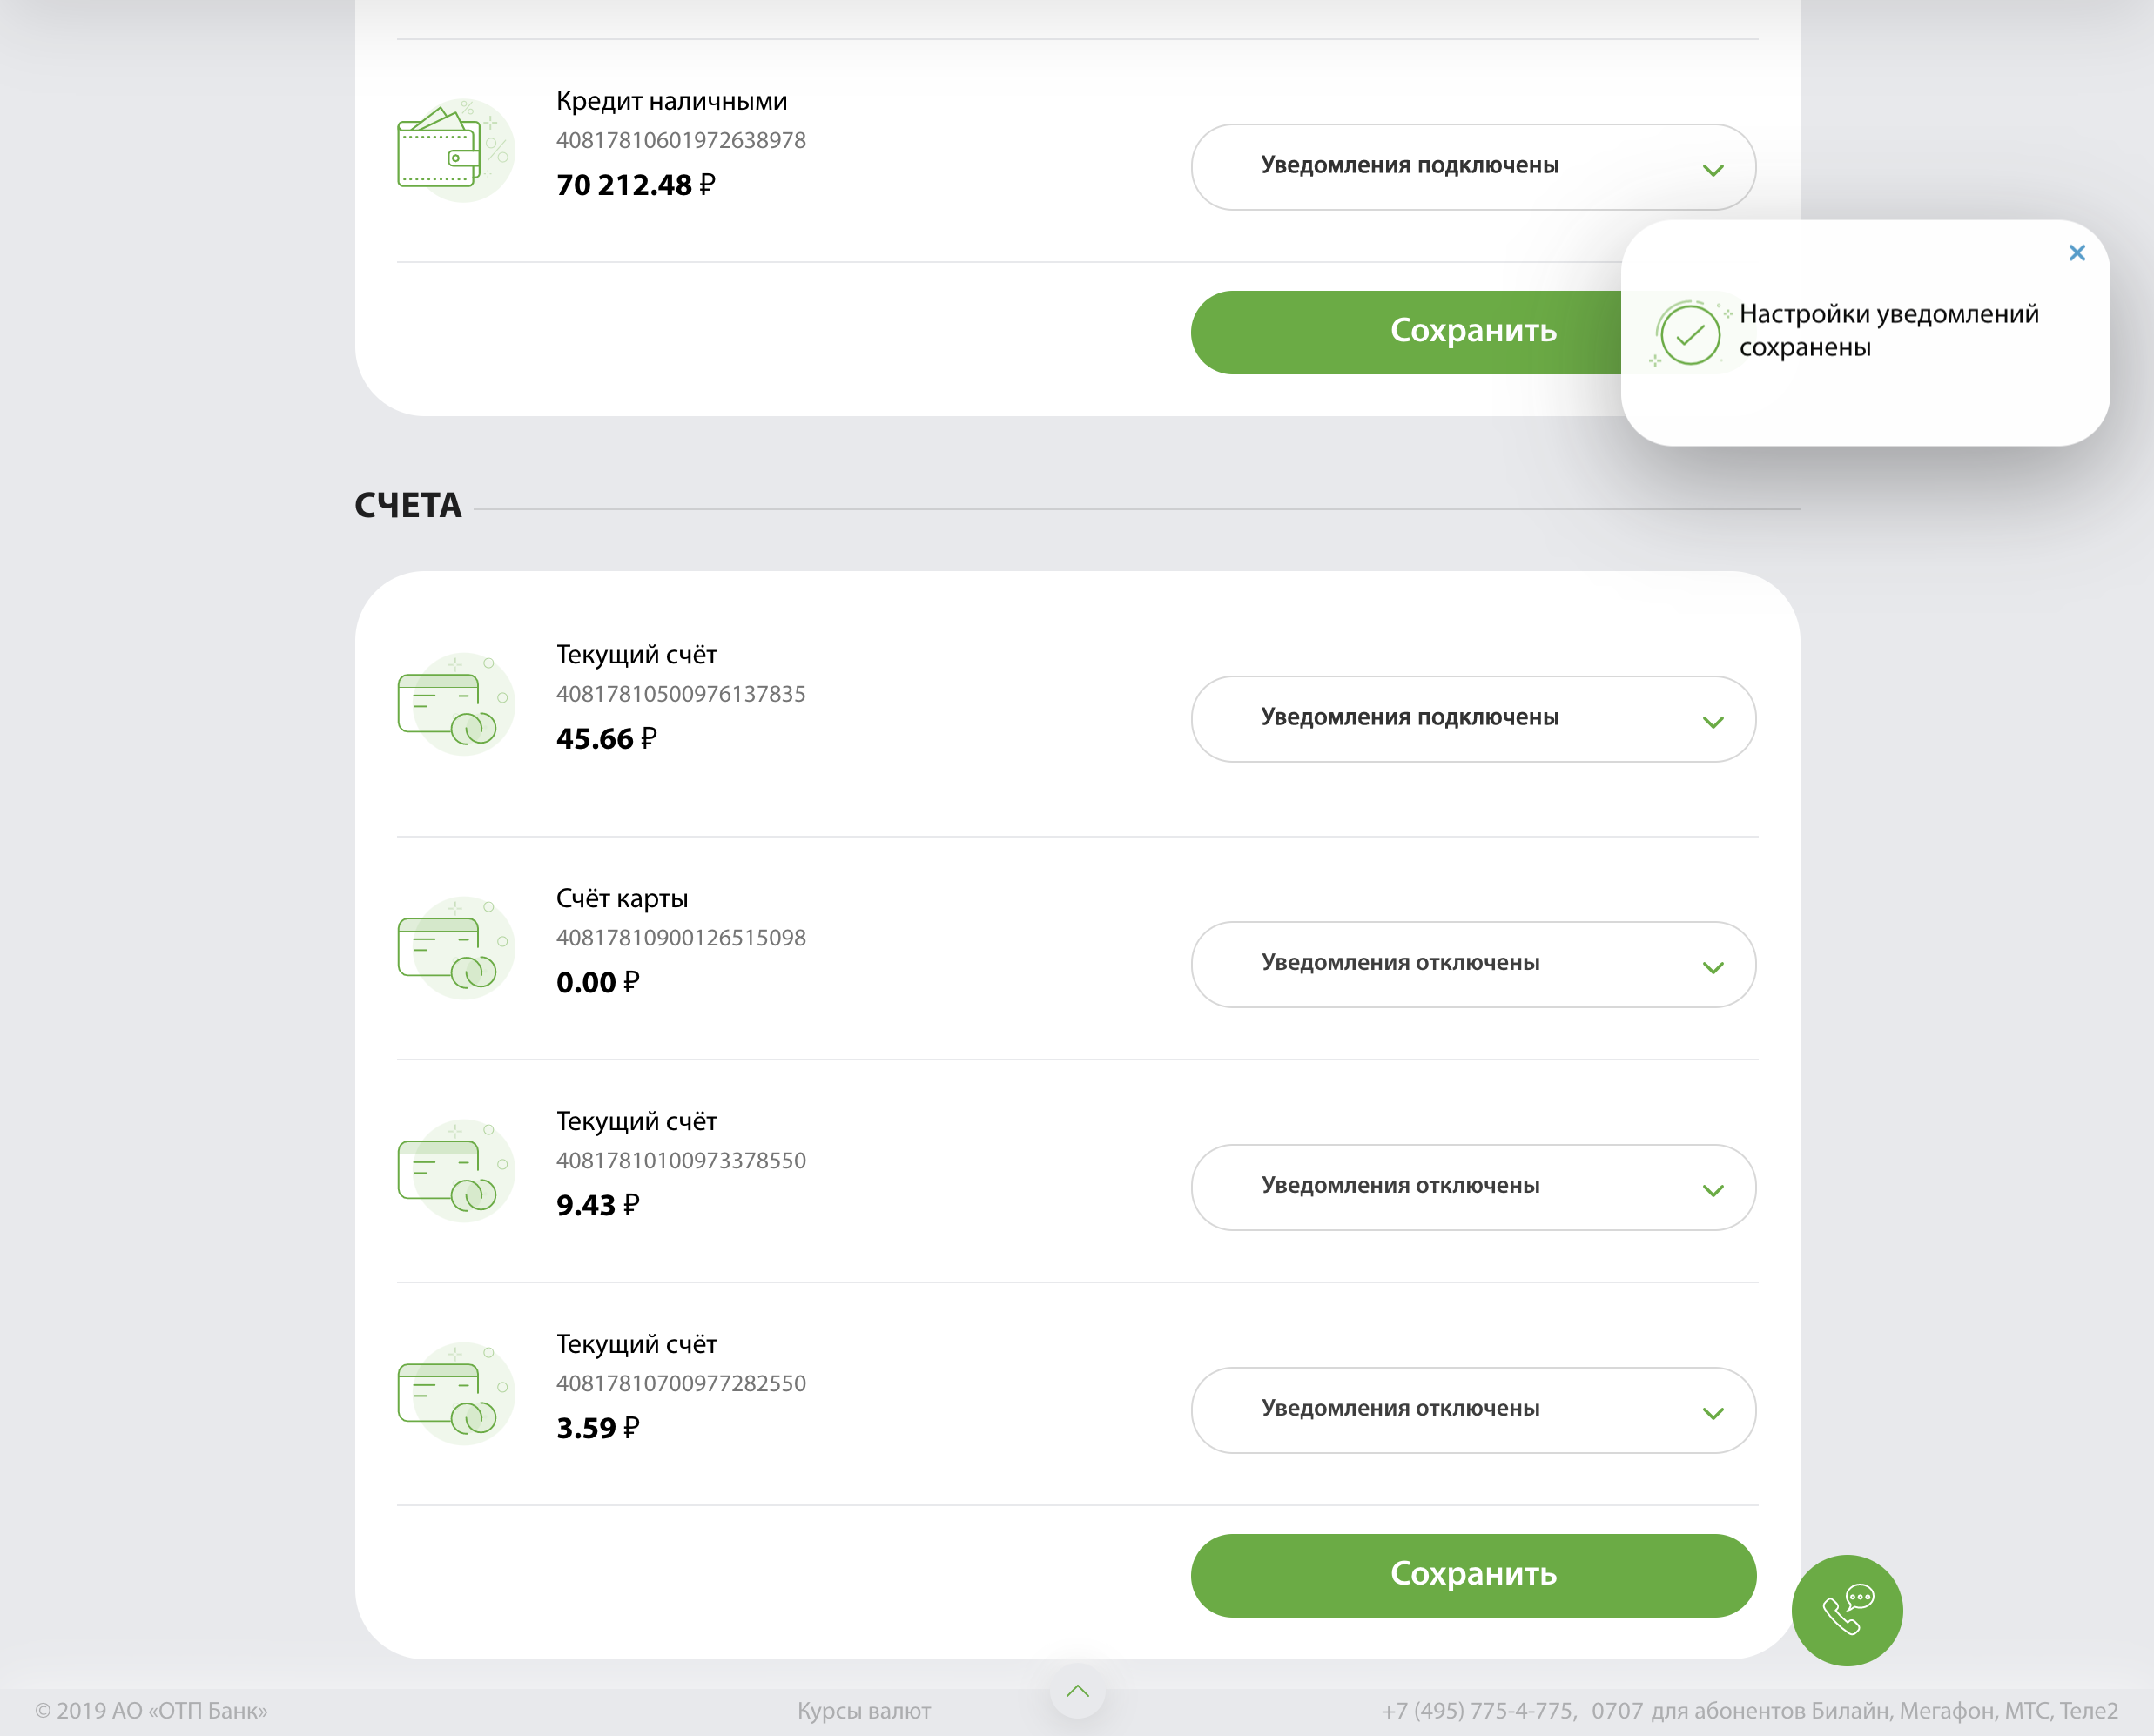 Кредит наличными
40817810601972638978
70 212.48 ₽
Уведомления подключены
Сохранить
Настройки уведомлений
сохранены
СЧЕТА
Текущий счёт
40817810500976137835
45.66 ₽
Уведомления подключены
Счёт карты
40817810900126515098
0.00 ₽
Уведомления отключены
Текущий счёт
40817810100973378550
9.43 ₽
Уведомления отключены
Текущий счёт
40817810700977282550
3.59 ₽
Уведомления отключены
Сохранить
© 2019 АО «ОТП Банк»
Курсы валют
+7 (495) 775-4-775, 0707 для абонентов Билайн, Мегафон, МТС, Теле2